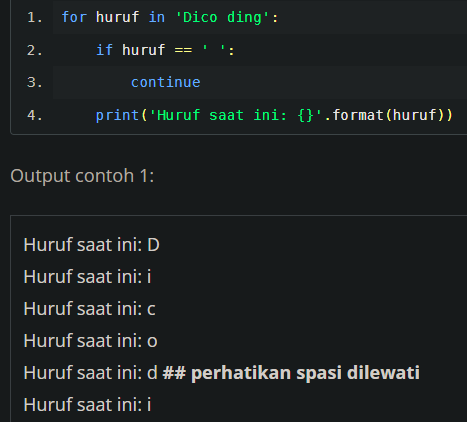 1. for huruf in 'Dico ding':
2.     if huruf == ' ':
3.         continue
4.     print('Huruf saat ini: {}'.format(huruf))
Output contoh 1:
Huruf saat ini: D
Huruf saat ini: i
Huruf saat ini: c
Huruf saat ini: o
Huruf saat ini: d ## perhatikan spasi dilewati
Huruf saat ini: i